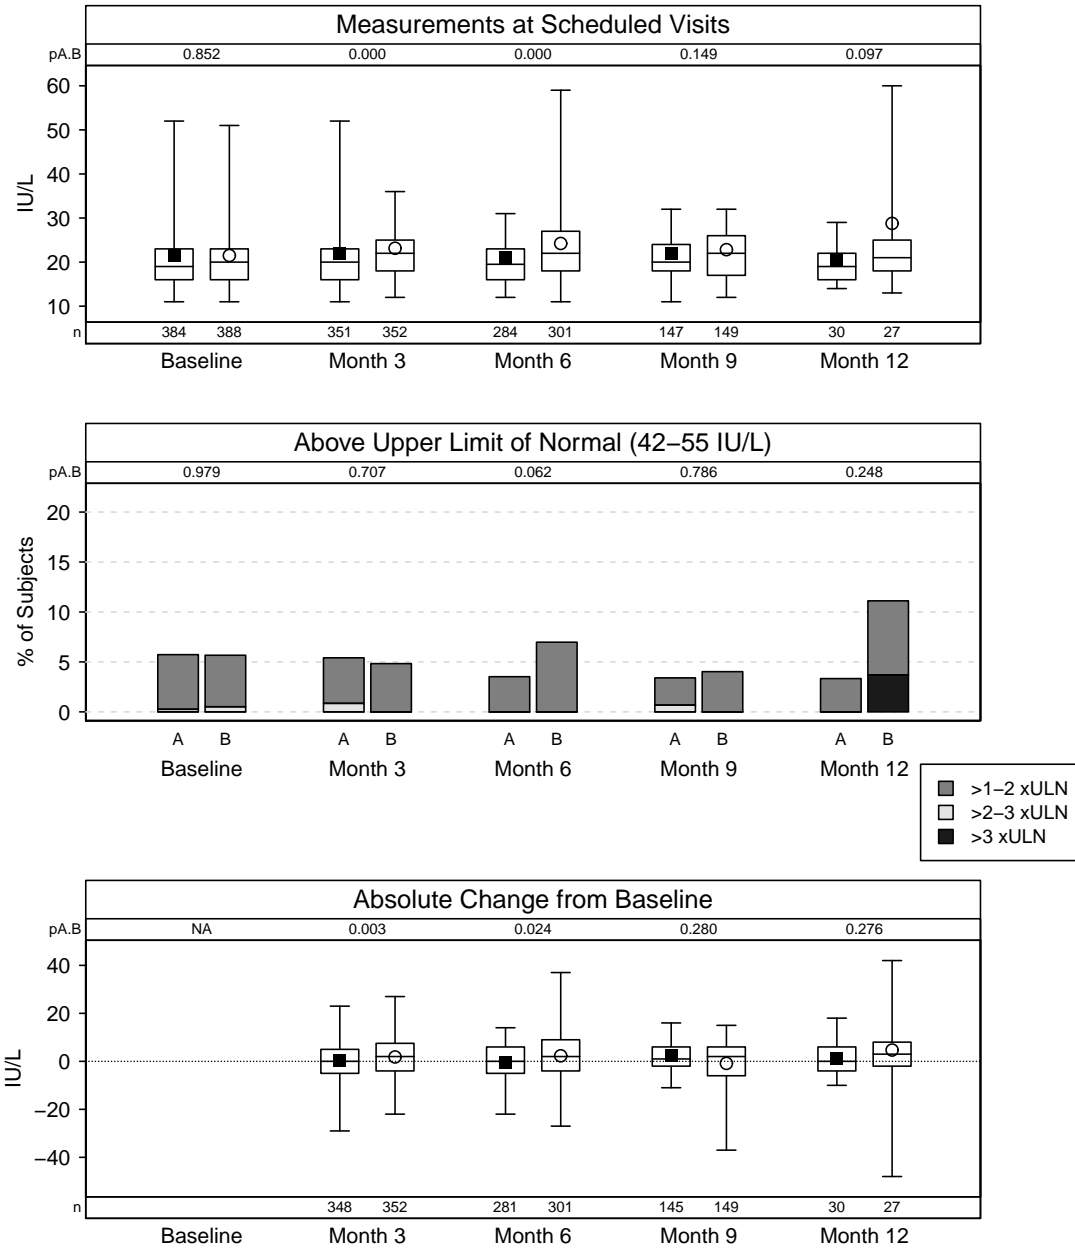 Measurements at Scheduled Visits
pA.B 0.852 0.000 0.000 0.149 0.097
60
50
40
30
20
10
IU/L
n 384 388 351 352 284 301 147 149 30 27
Baseline Month 3 Month 6 Month 9 Month 12
Above Upper Limit of Normal (42–55 IU/L)
pA.B 0.979 0.707 0.062 0.786 0.248
20
15
10
5
0
% of Subjects
A B A B A B A B A B
Baseline Month 3 Month 6 Month 9 Month 12
>1–2 xULN
>2–3 xULN
>3 xULN
Absolute Change from Baseline
pA.B NA 0.003 0.024 0.280 0.276
40
20
0
−20
−40
IU/L
n 348 352 281 301 145 149 30 27
Baseline Month 3 Month 6 Month 9 Month 12